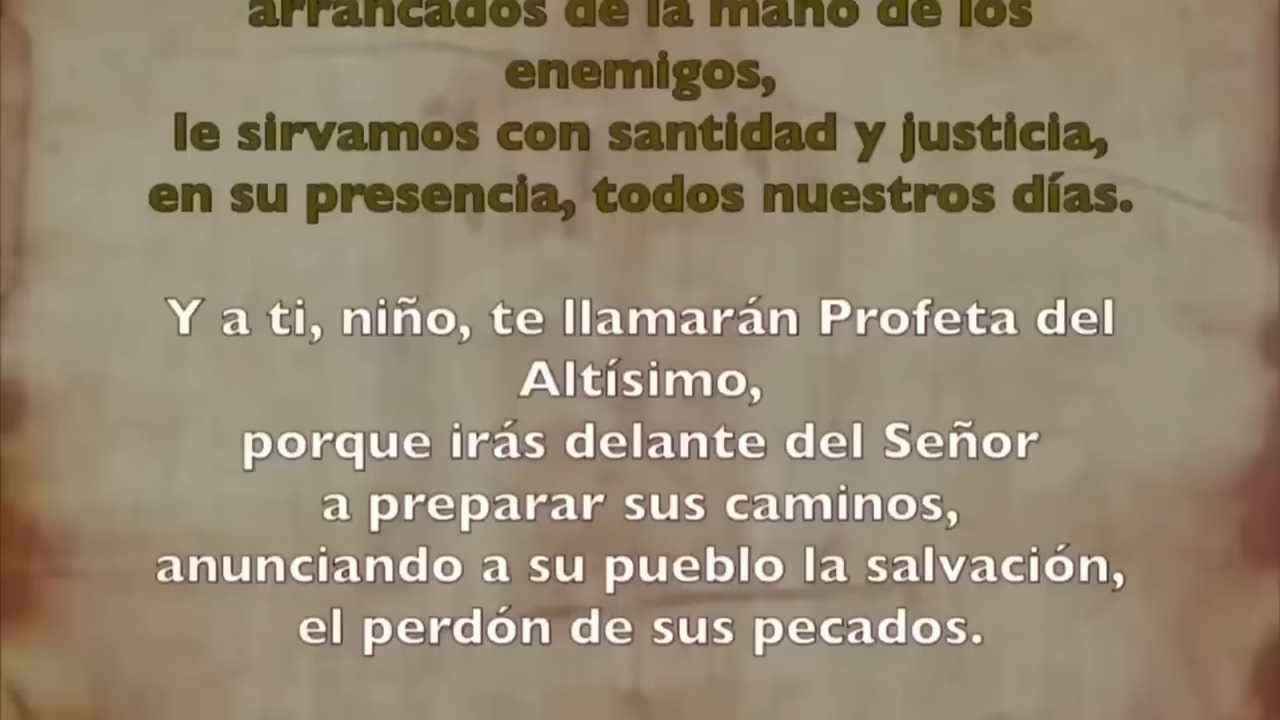 arrancados de la mano de los
enemigos,
le sirvamos con santidad y justicia,
en su presencia, todos nuestros días.
Y a ti, niño, te llamarán Profeta del
Altísimo,
porque irás delante del Señor
a preparar sus caminos,
anunciando a su pueblo la salvación,
el perdón de sus pecados.